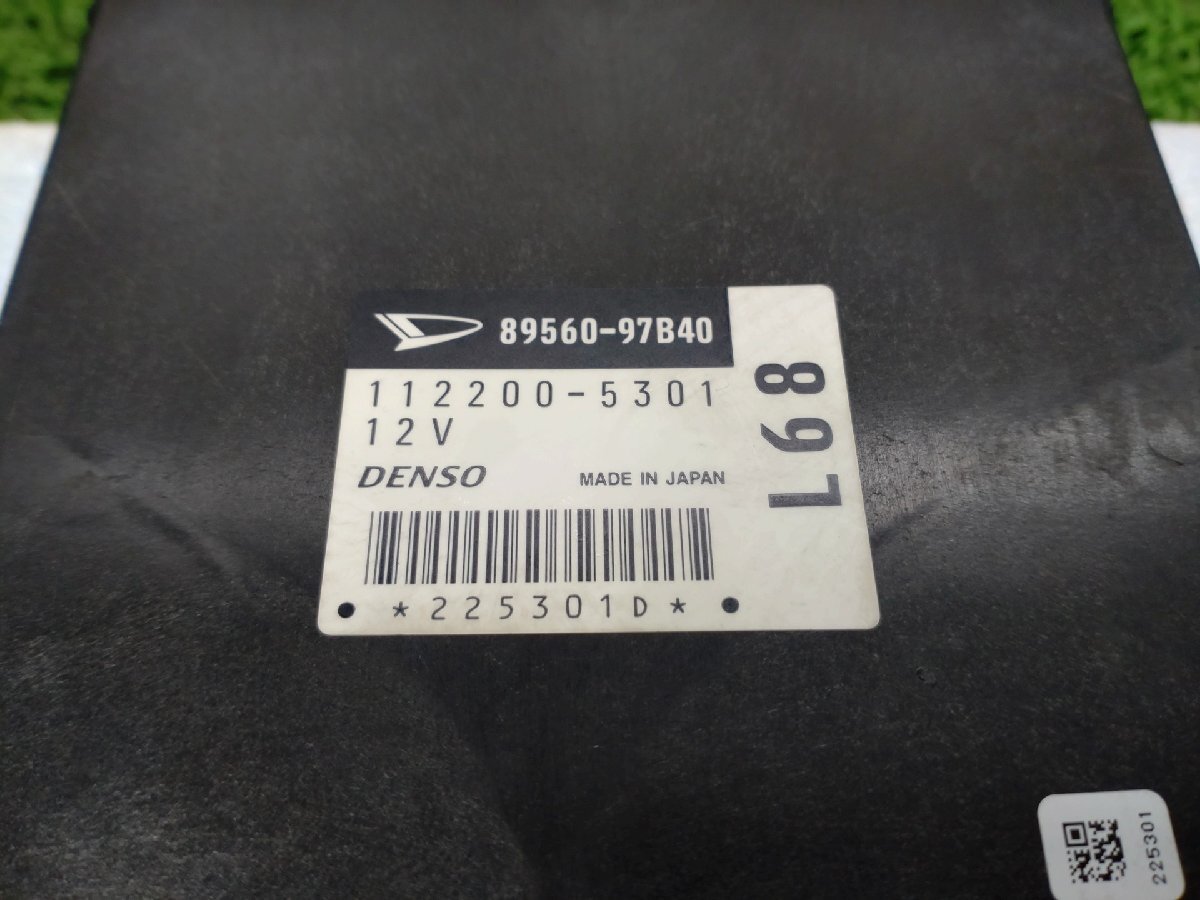 89560-97B40
112200-5301
12V
DENSO MADE IN JAPAN
*225301D*
L68
225301